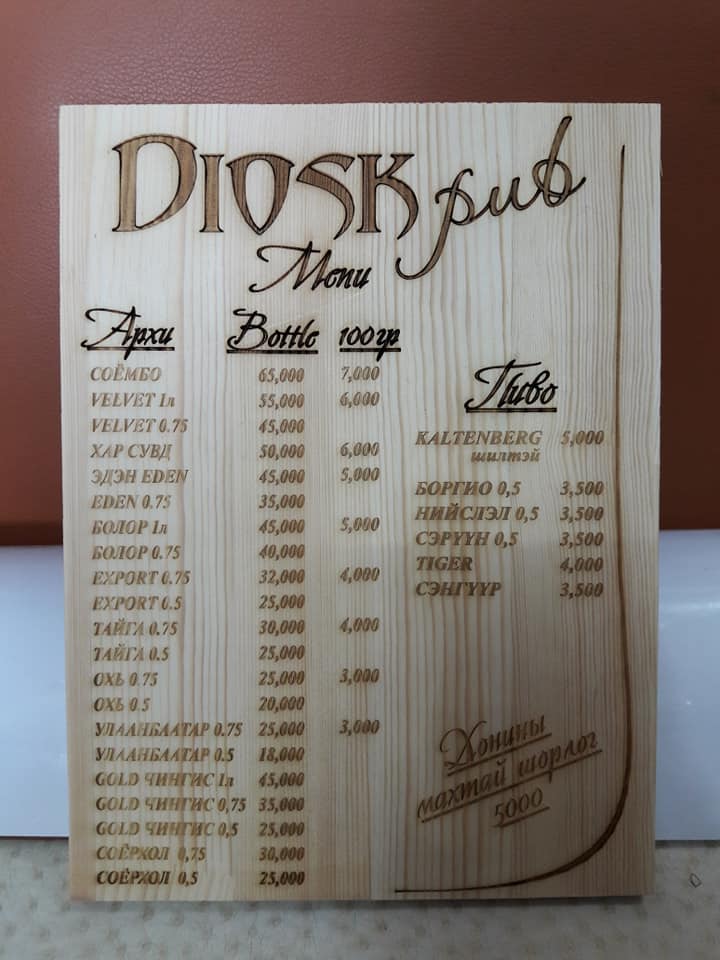 DIOSK pub
Menu
Архи Bottle 100гр
СОЁМБО 65,000 7,000
VELVET 1л 55,000 6,000
VELVET 0.75 45,000
ХАР СУВД 50,000 6,000
ЭДЭН EDEN 45,000 5,000
EDEN 0.75 35,000
БОЛОР 1л 45,000 5,000
БОЛОР 0.75 40,000
EXPORT 0.75 32,000 4,000
EXPORT 0.5 25,000
ТАЙГА 0.75 30,000 4,000
ТАЙГА 0.5 25,000
ОХЬ 0.75 25,000 3,000
ОХЬ 0.5 20,000
УЛААНБААТАР 0.75 25,000 3,000
УЛААНБААТАР 0.5 18,000
GOLD ЧИНГИС 1л 45,000
GOLD ЧИНГИС 0,75 35,000
GOLD ЧИНГИС 0,5 25,000
СОЁРХОЛ 0,75 30,000
СОЁРХОЛ 0,5 25,000
Пиво
KALTENBERG 5,000
шилтэй
БОРГИО 0,5 3,500
НИЙСЛЭЛ 0,5 3,500
СЭРҮҮН 0,5 3,500
TIGER 4,000
СЭНГҮҮР 3,500
Хонины
махтай шорлог
5000